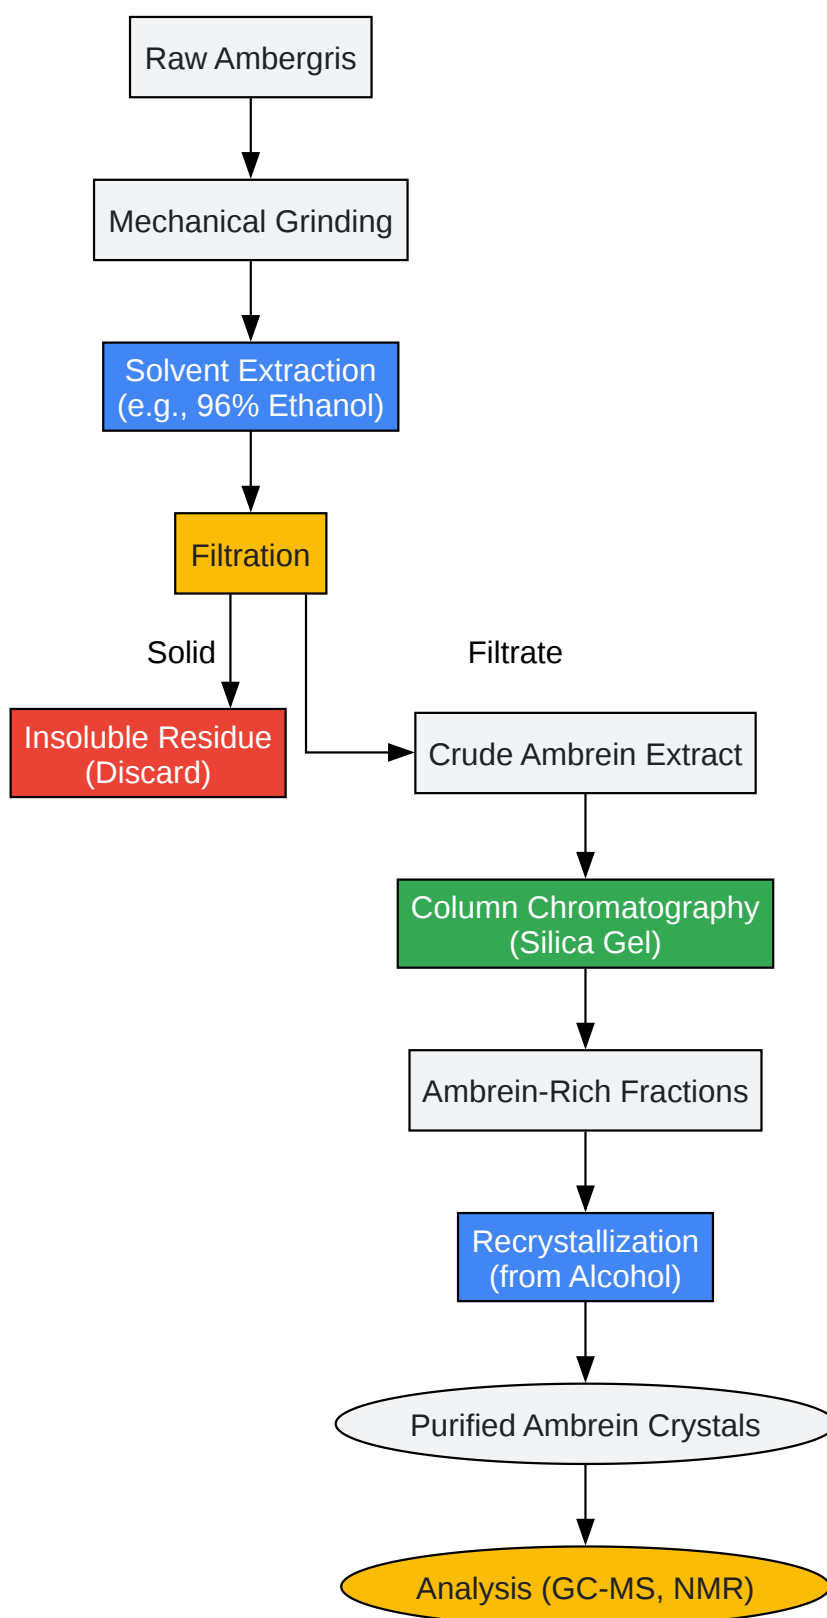 Raw Ambergris
Mechanical Grinding
Solvent Extraction
(e.g., 96% Ethanol)
Filtration
Solid
Filtrate
Insoluble Residue
(Discard)
Crude Ambrein Extract
Column Chromatography
(Silica Gel)
Ambrein-Rich Fractions
Recrystallization
(from Alcohol)
Purified Ambrein Crystals
Analysis (GC-MS, NMR)